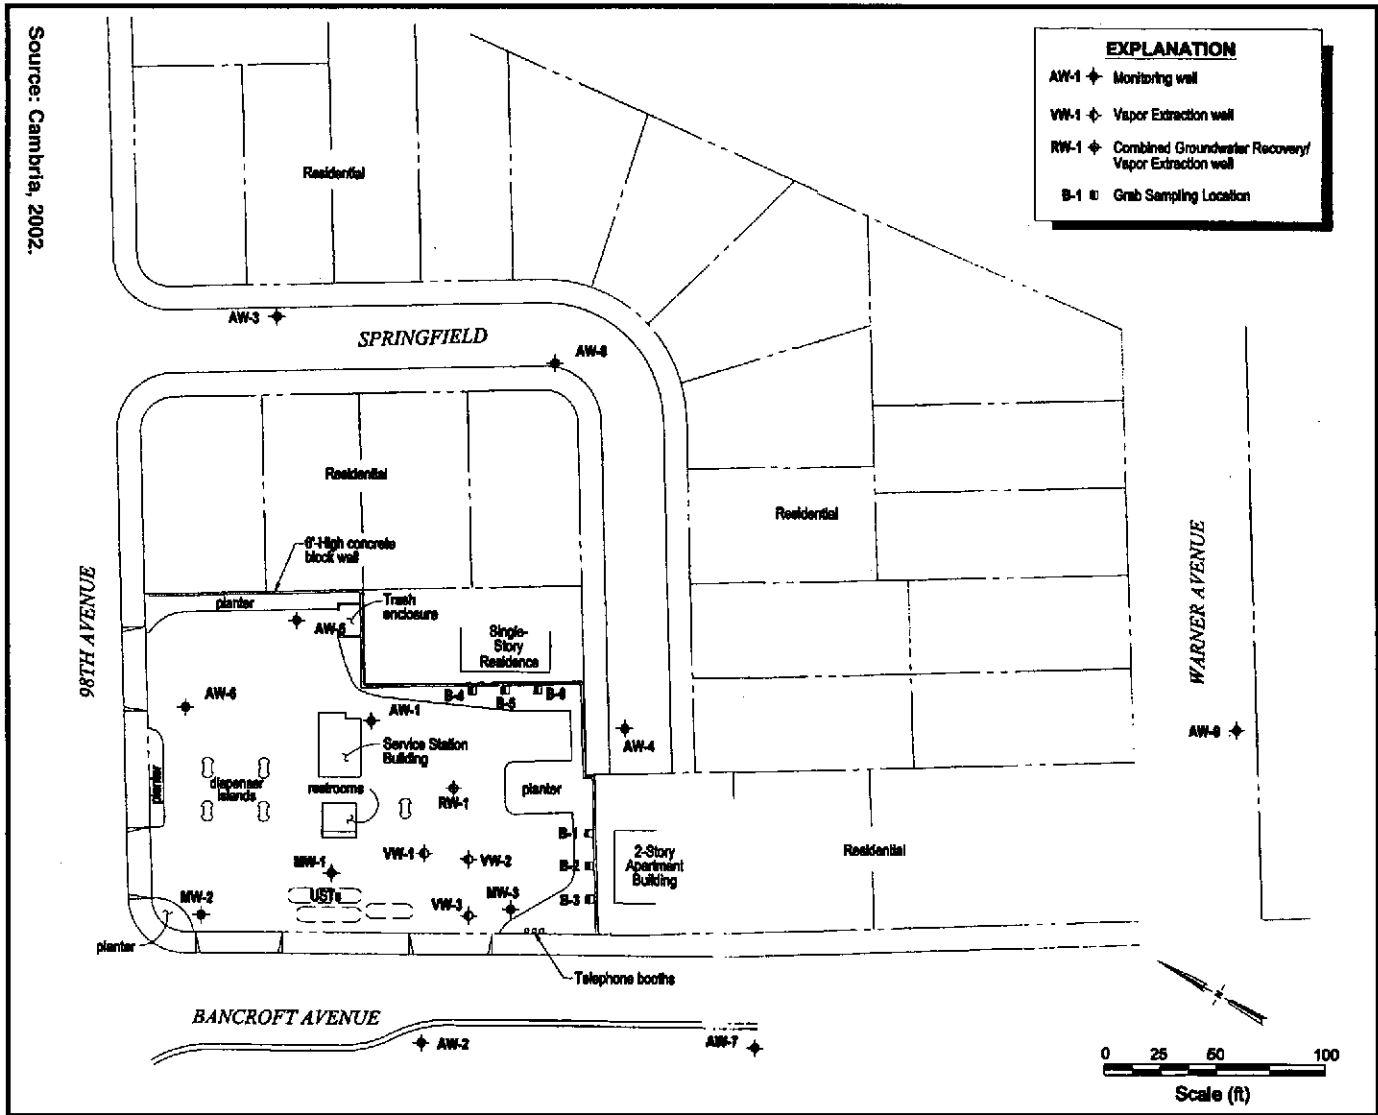 Source: Cambria, 2002.
EXPLANATION
AW-1 Monitoring well
VW-1 Vapor Extraction well
RW-1 Combined Groundwater Recovery/
Vapor Extraction well
B-1 Grab Sampling Location
Residential
AW-3
SPRINGFIELD
AW-8
Residential
Residential
6'-High concrete
block wall
98TH AVENUE
WARNER AVENUE
planter
Trash
enclosure
AW-5
Single-
Story
Residence
AW-6
B-4
B-5
B-6
AW-1
AW-4
AW-9
Service Station
Building
planter
dispenser
islands
restrooms
RW-1
planter
B-1
VW-1
VW-2
B-2
2-Story
Apartment
Building
Residential
MW-1
USTs
B-3
MW-2
VW-3
MW-3
planter
Telephone booths
BANCROFT AVENUE
AW-2
AW-7
N
0 25 50 100
Scale (ft)